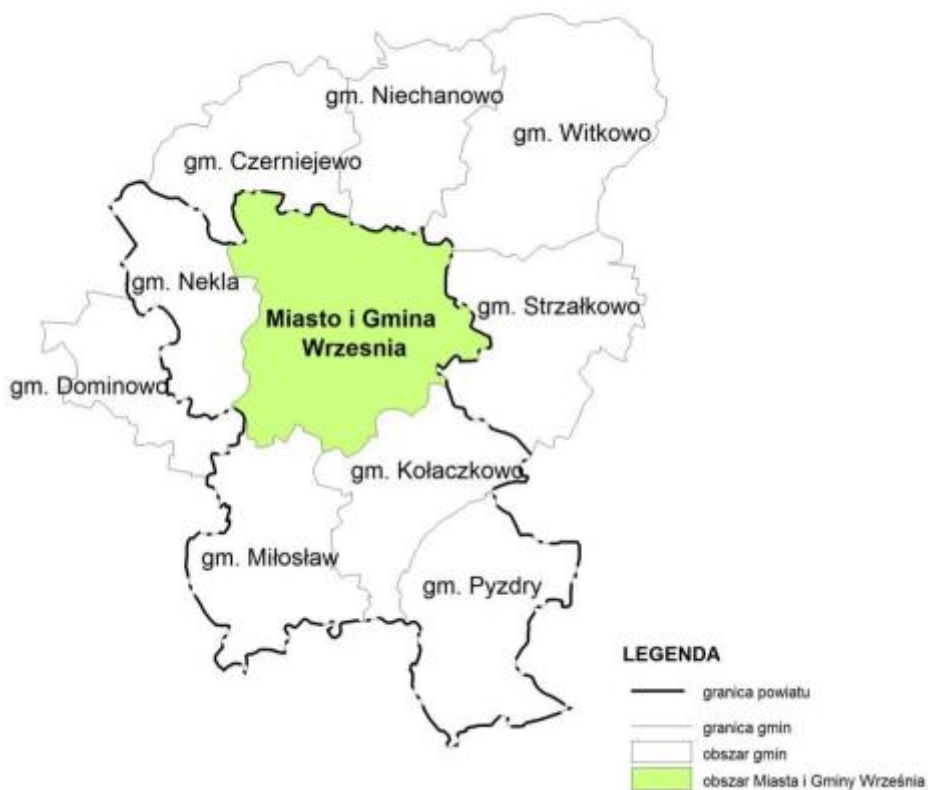 gm. Niechanowo
gm. Witkowo
gm. Czerniejewo
gm. Nekla
gm. Strzałkowo
Miasto i Gmina
Wrzesnia
gm. Dominowo
gm. Kołaczkowo
gm. Miłosław
gm. Pyzdry
LEGENDA
granica powiatu
granica gmin
obszar gmin
obszar Miasta i Gminy Września